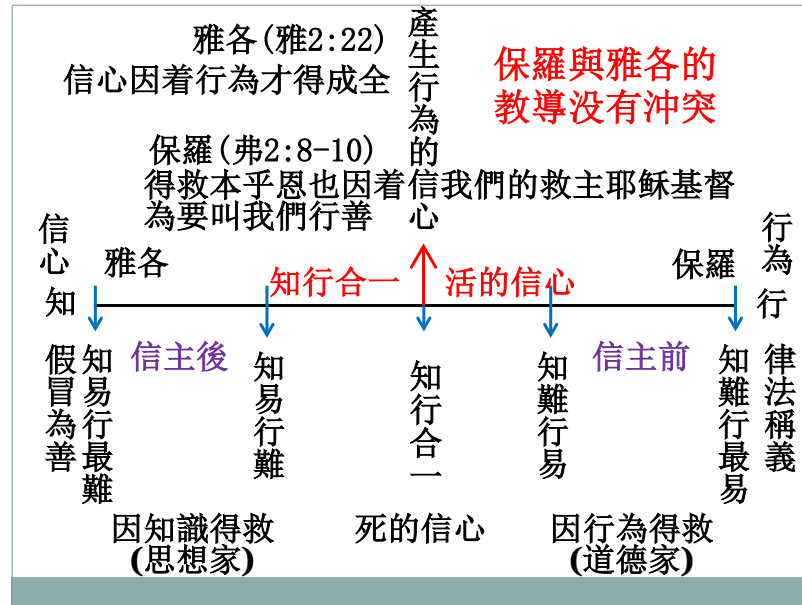 雅各(雅2:22)
信心因着行為才得成全
產生行為的信心
保羅與雅各的
教導没有沖突
保羅(弗2:8-10)
得救本乎恩也因着信我們的救主耶穌基督
為要叫我們行善
信心
雅各
知行合一
活的信心
保羅
行為
知
行
假冒為善
知易行最難
信主後
知易行難
知行合一
知難行易
信主前
知難行最易
律法稱義
因知識得救
(思想家)
死的信心
因行為得救
(道德家)